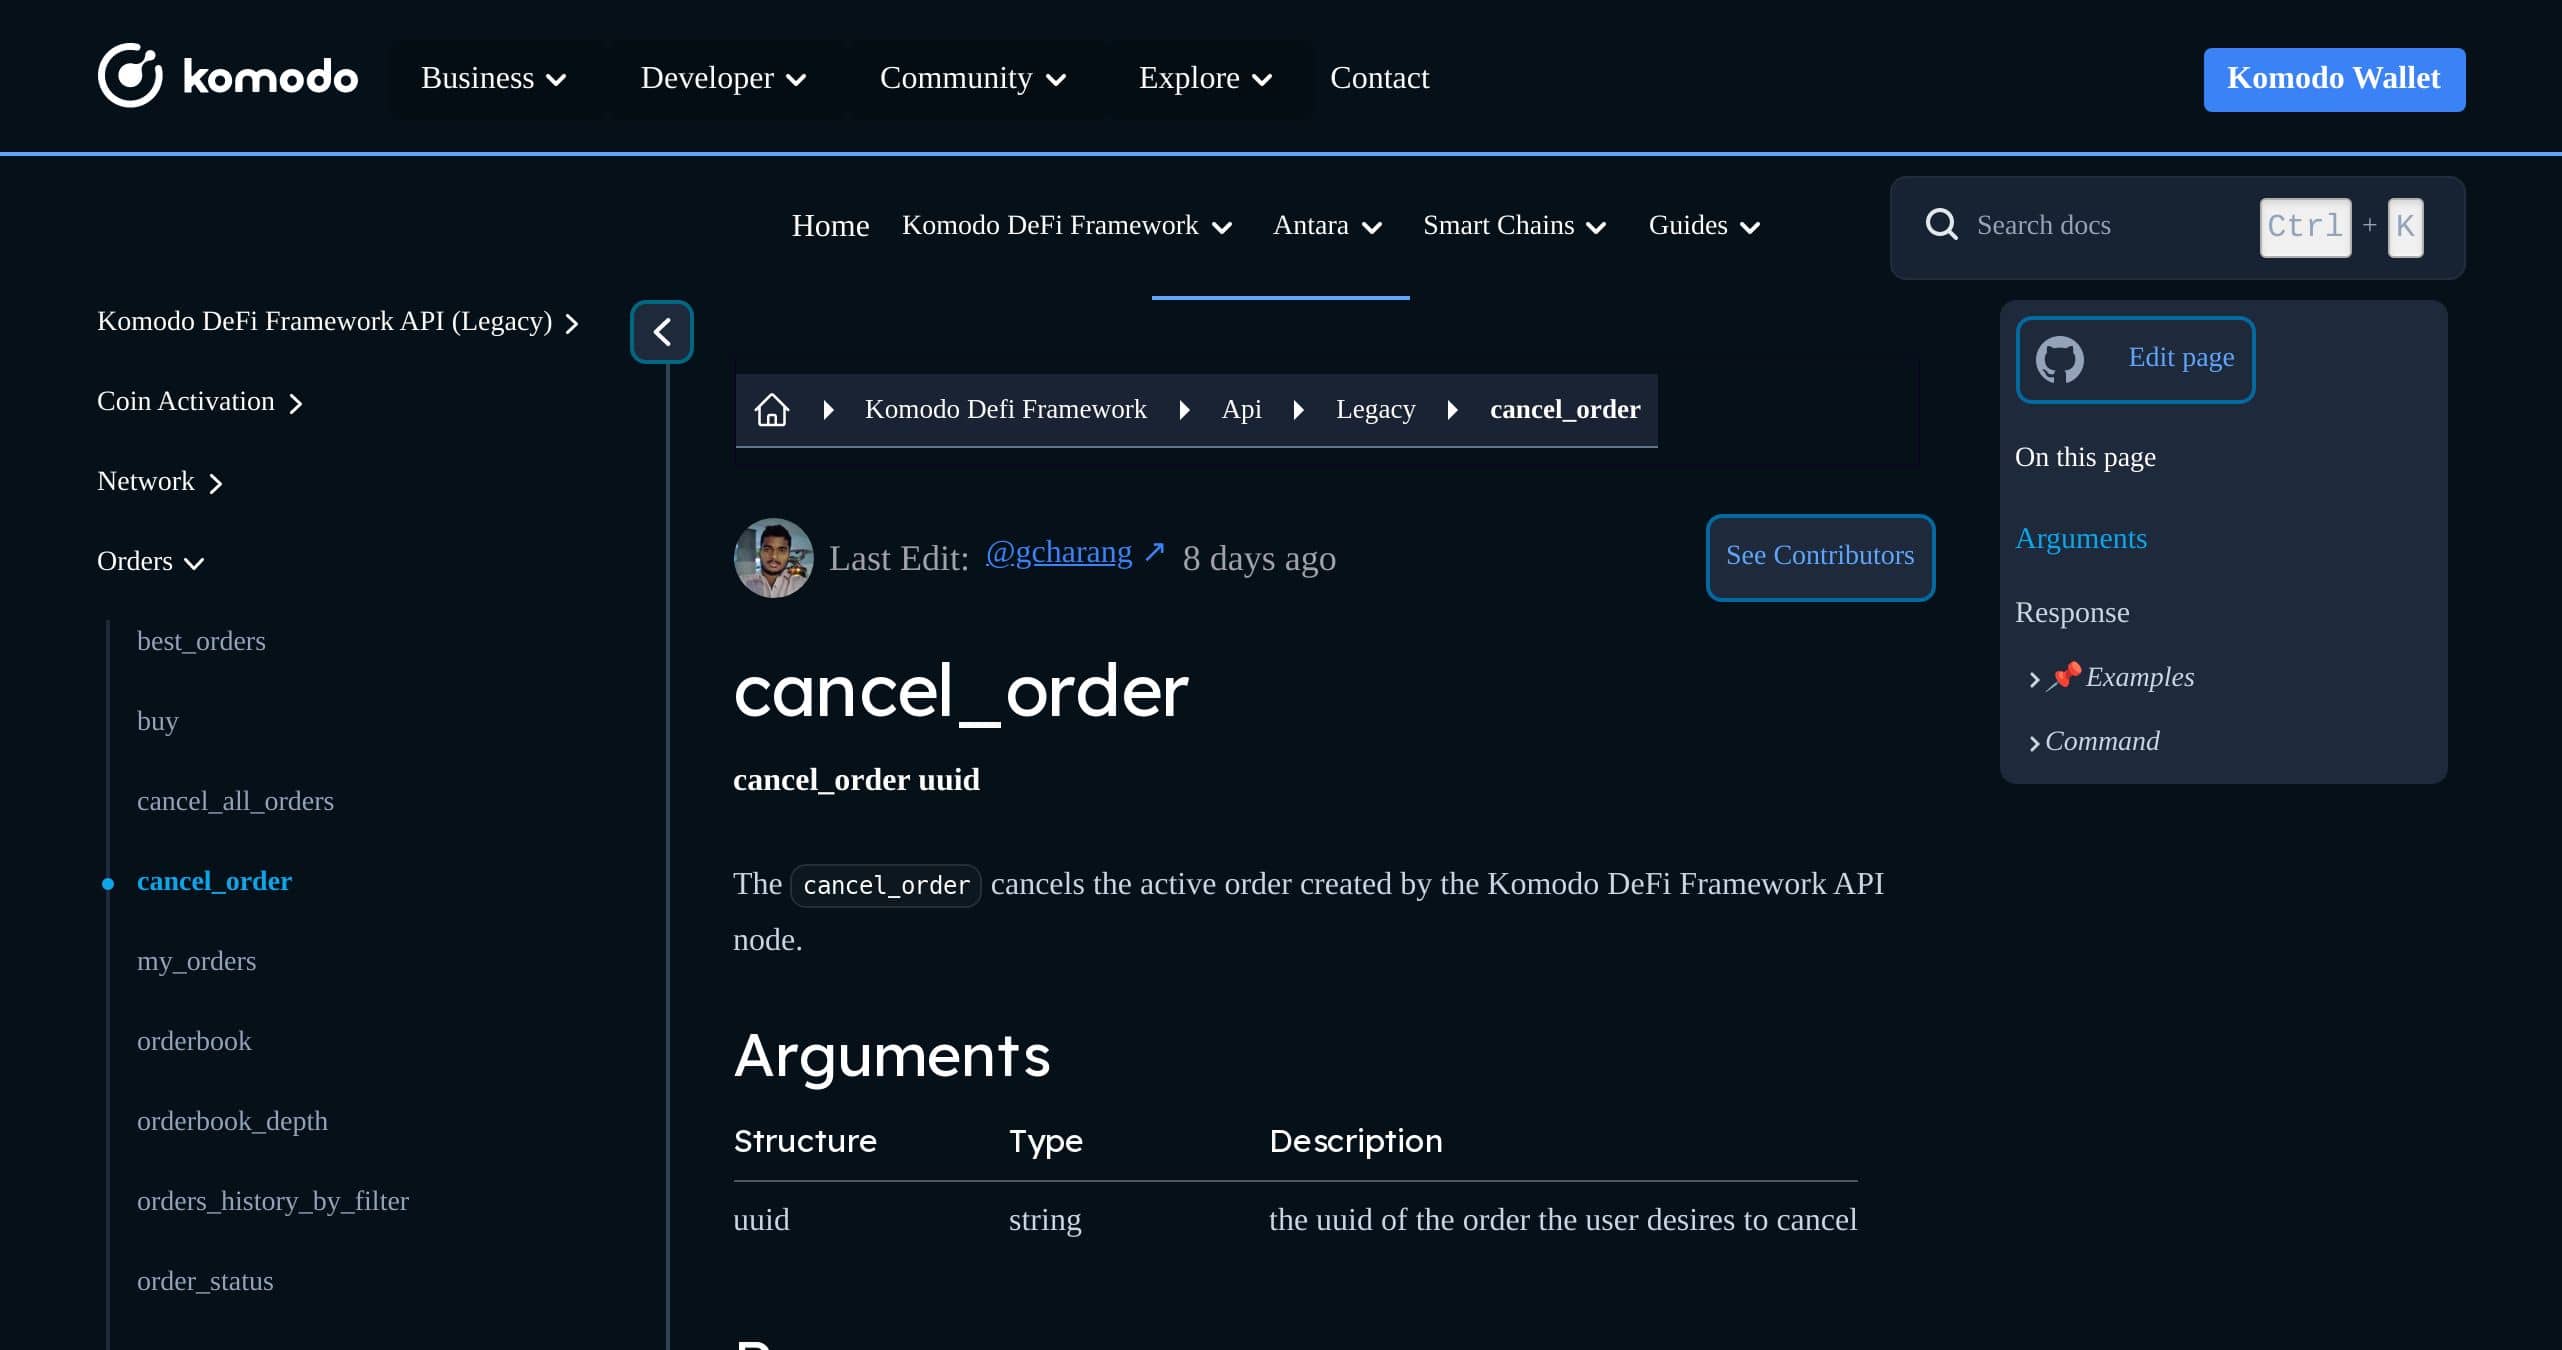 komodo Business Developer Community Explore Contact Komodo Wallet
Home Komodo DeFi Framework Antara Smart Chains Guides Search docs Ctrl + K
Komodo DeFi Framework API (Legacy)
Coin Activation
Network
Orders
best_orders
buy
cancel_all_orders
cancel_order
my_orders
orderbook
orderbook_depth
orders_history_by_filter
order_status
Komodo Defi Framework Api Legacy cancel_order
Last Edit: @gcharang ↗ 8 days ago See Contributors
cancel_order
cancel_order uuid
The cancel_order cancels the active order created by the Komodo DeFi Framework API
node.
Arguments
Structure Type Description
uuid string the uuid of the order the user desires to cancel
Edit page
On this page
Arguments
Response
📌 Examples
Command